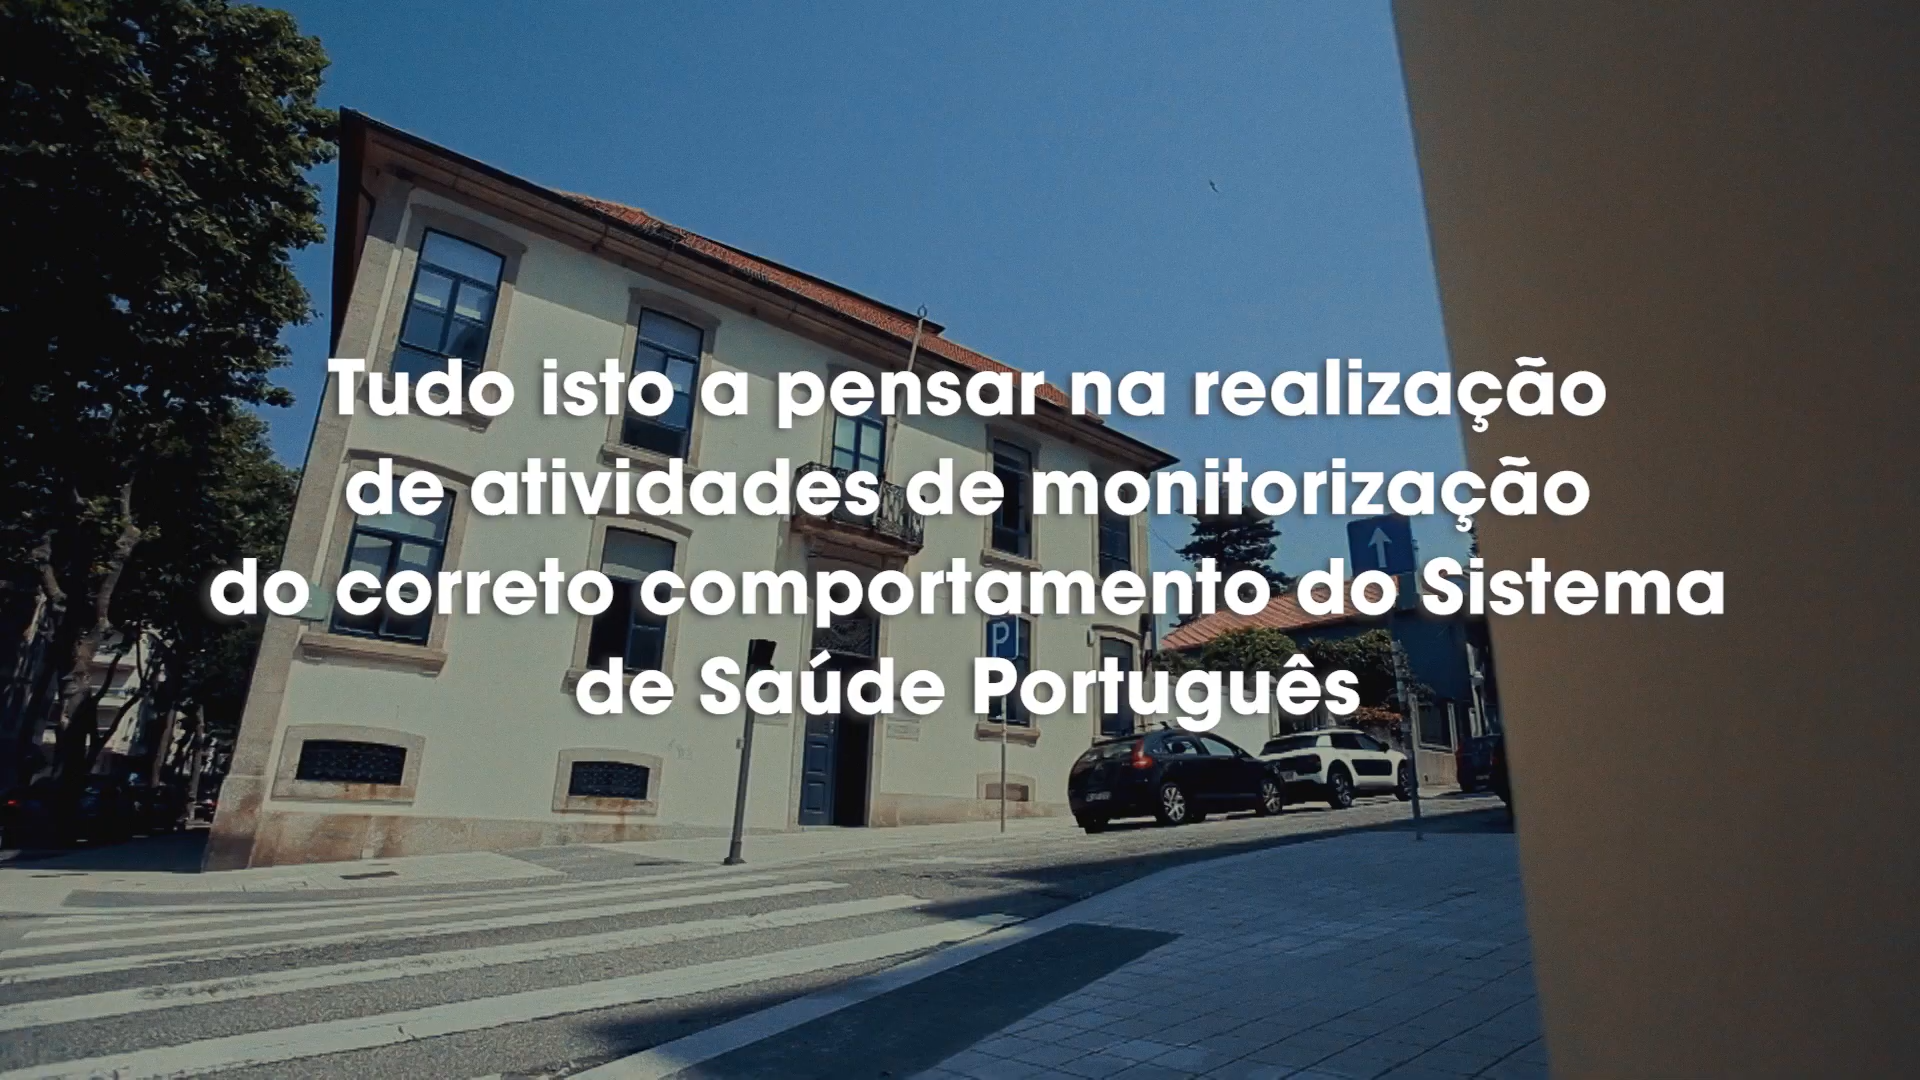 Tudo isto a pensar na realização
de atividades de monitorização
do correto comportamento do Sistema
de Saúde Português
P